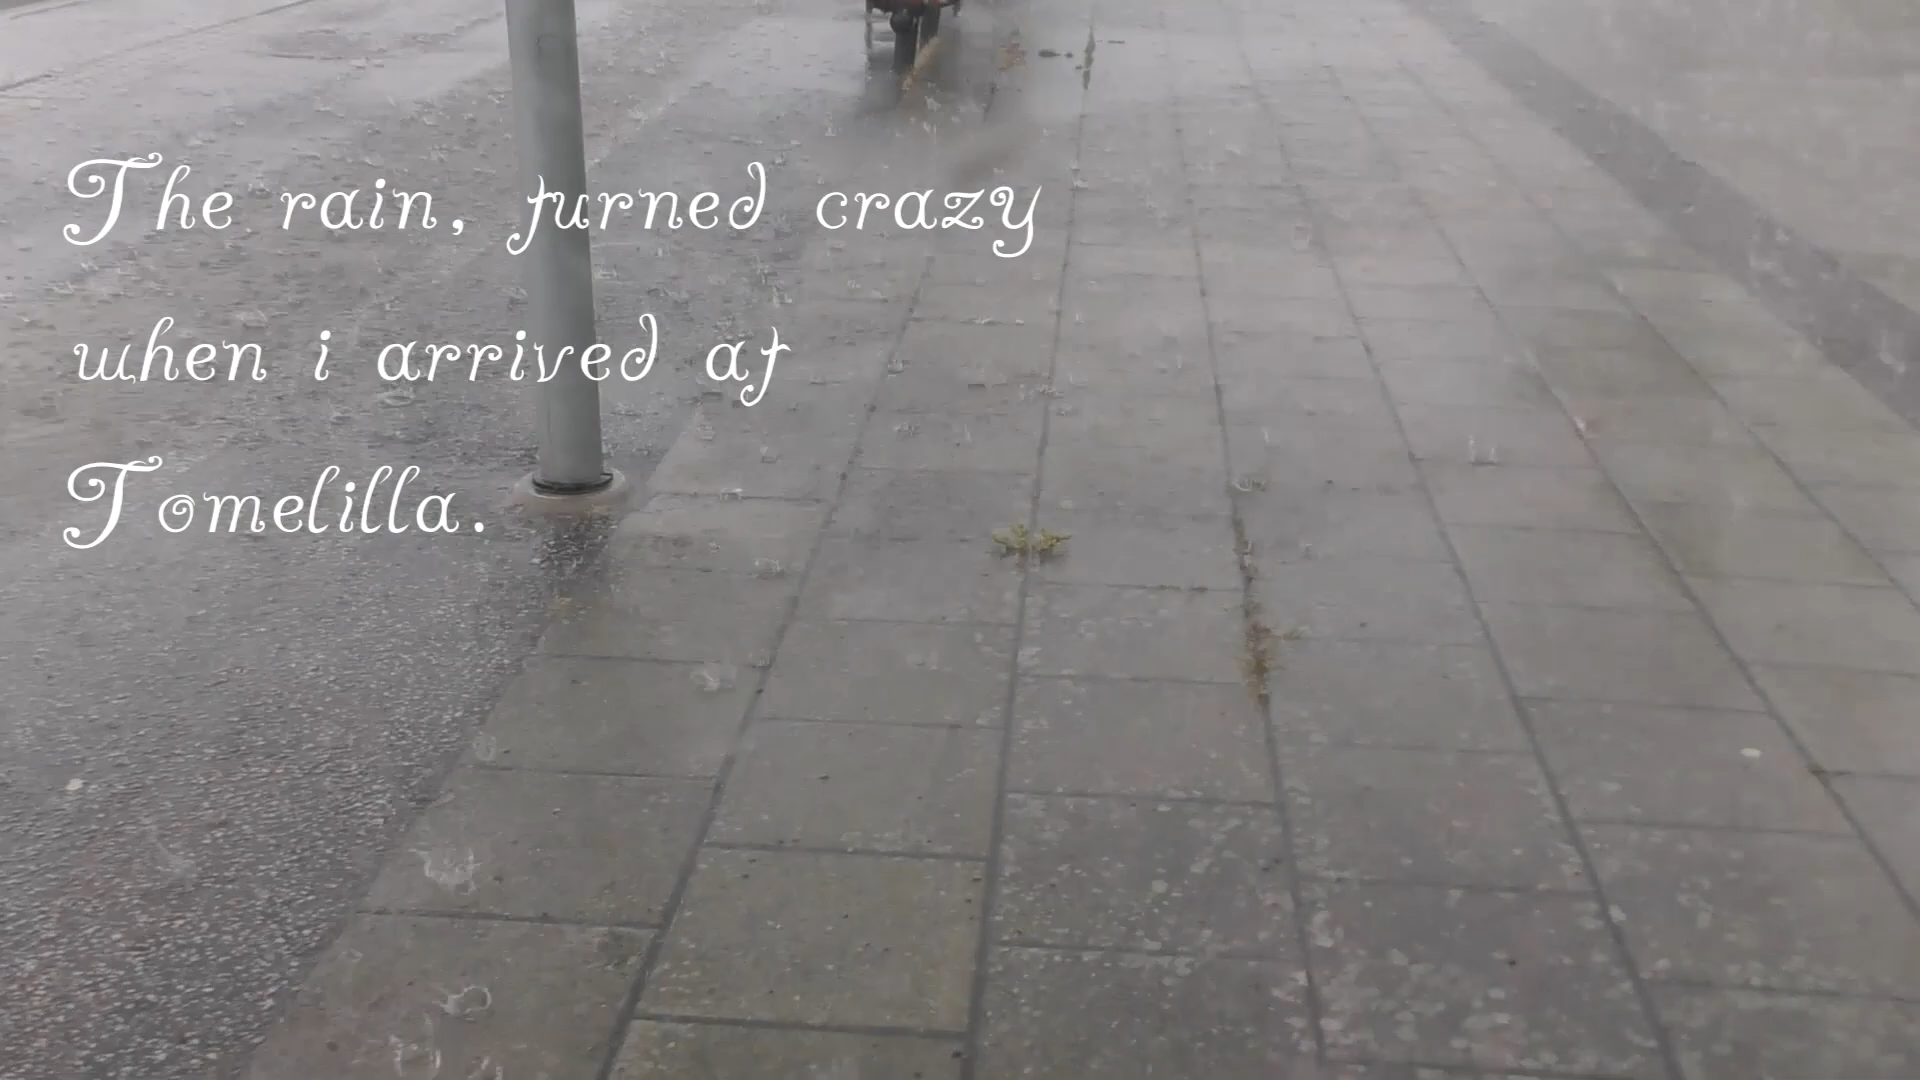 The rain, turned crazy
when i arrived at
Tomelilla.